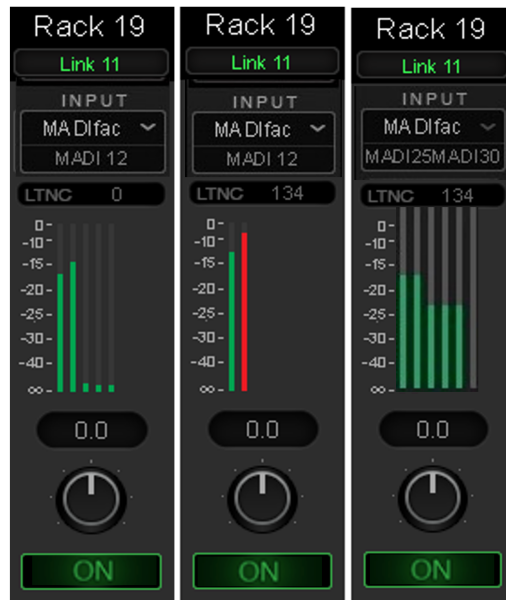 Rack 19
Link 11
INPUT
MA DIfac
MADI 12
LTNC 0
0-
-10-
-15-
-20-
-25-
-30-
-40-
∞-
0.0
ON
Rack 19
Link 11
INPUT
MA DIfac
MADI 12
LTNC 134
0-
-10-
-15-
-20-
-25-
-30-
-40-
∞-
0.0
ON
Rack 19
Link 11
INPUT
MA DIfac
MADI25MADI30
LTNC 134
0-
-10-
-15-
-20-
-25-
-30-
-40-
∞-
0.0
ON